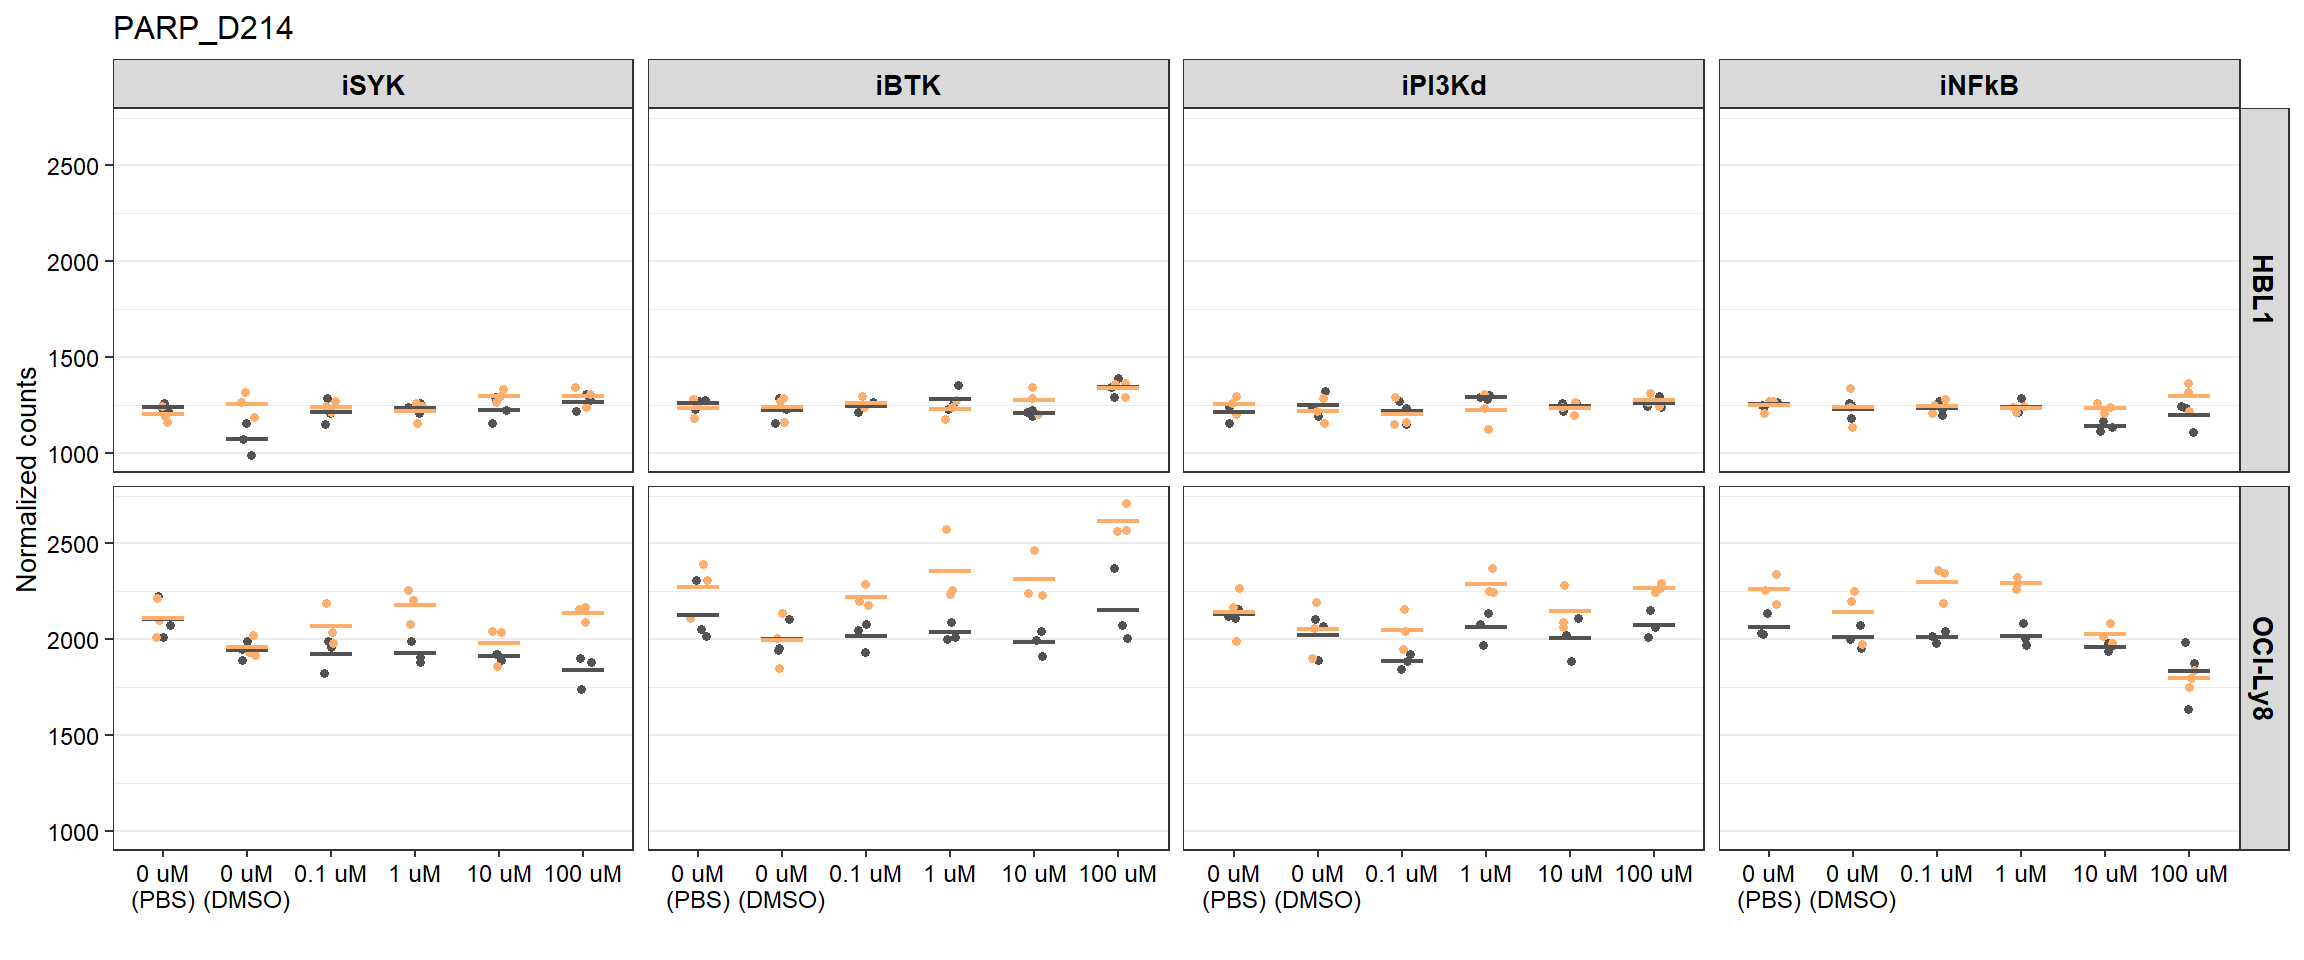 PARP_D214
iSYK
iBTK
iPI3Kd
iNFkB
HBL1
OCI-Ly8
Normalized counts
2500
2000
1500
1000
2500
2000
1500
1000
0 uM (PBS)
0 uM (DMSO)
0.1 uM
1 uM
10 uM
100 uM
0 uM (PBS)
0 uM (DMSO)
0.1 uM
1 uM
10 uM
100 uM
0 uM (PBS)
0 uM (DMSO)
0.1 uM
1 uM
10 uM
100 uM
0 uM (PBS)
0 uM (DMSO)
0.1 uM
1 uM
10 uM
100 uM